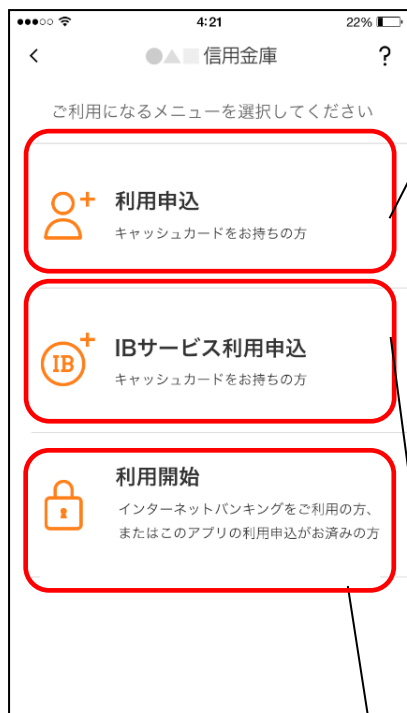 4:21
22%
●▲■信用金庫
?
ご利用になるメニューを選択してください
利用申込
キャッシュカードをお持ちの方
IB
IBサービス利用申込
キャッシュカードをお持ちの方
利用開始
インターネットバンキングをご利用の方、
またはこのアプリの利用申込がお済みの方